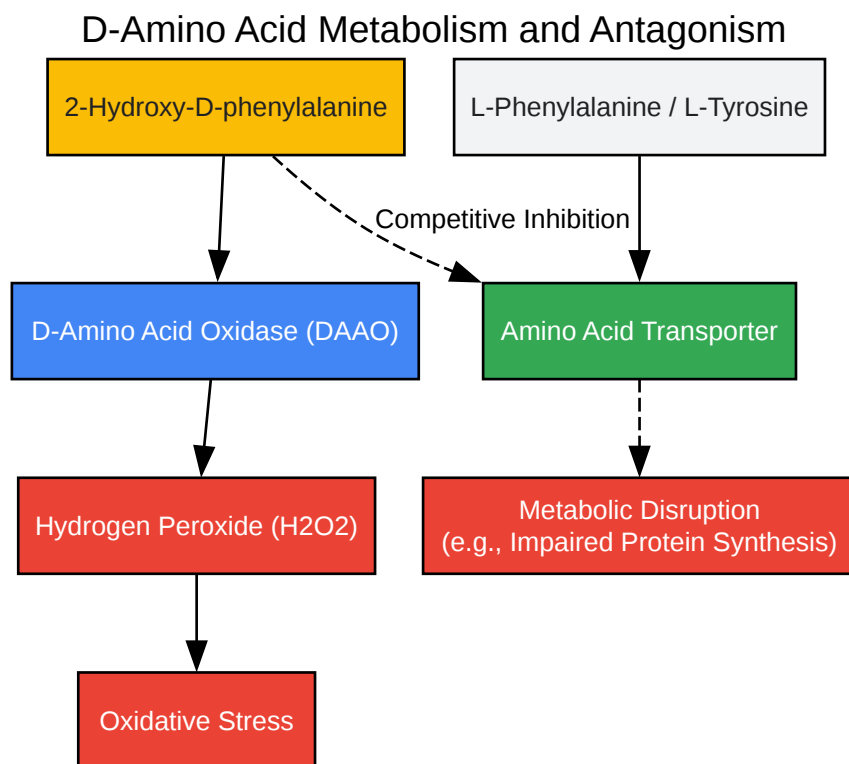 D-Amino Acid Metabolism and Antagonism
2-Hydroxy-D-phenylalanine
L-Phenylalanine / L-Tyrosine
Competitive Inhibition
D-Amino Acid Oxidase (DAAO)
Amino Acid Transporter
Hydrogen Peroxide (H2O2)
Metabolic Disruption
(e.g., Impaired Protein Synthesis)
Oxidative Stress